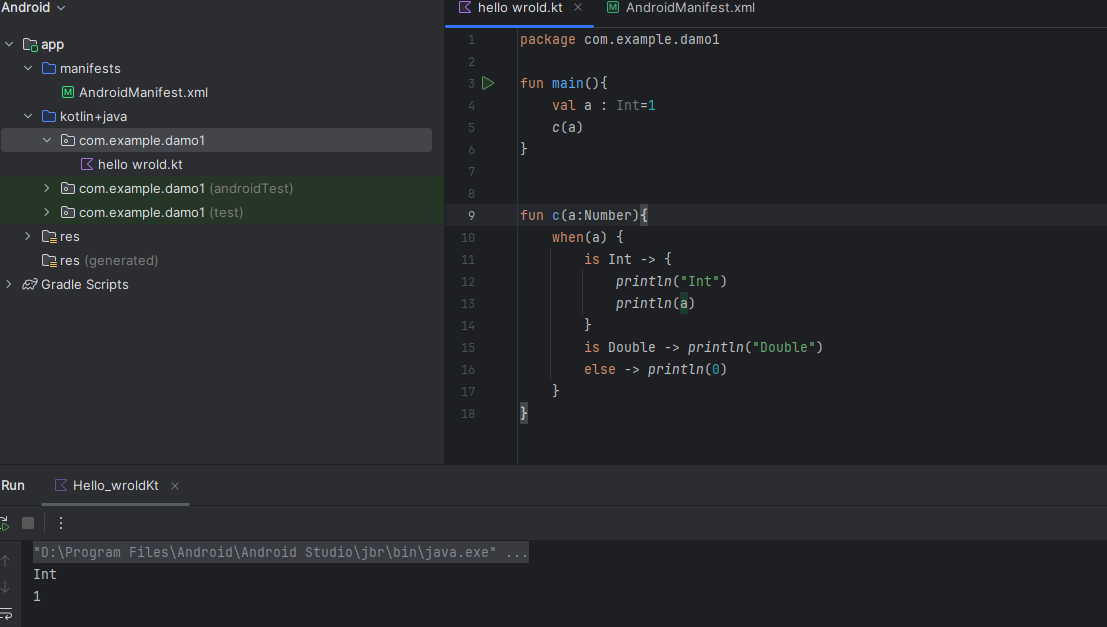 Android
app
manifests
AndroidManifest.xml
kotlin+java
com.example.damo1
hello wrold.kt
com.example.damo1 (androidTest)
com.example.damo1 (test)
res
res (generated)
Gradle Scripts
hello wrold.kt
AndroidManifest.xml
1 package com.example.damo1
2
3 fun main(){
4 val a : Int=1
5 c(a)
6 }
7
8
9 fun c(a:Number){
10 when(a) {
11 is Int -> {
12 println("Int")
13 println(a)
14 }
15 is Double -> println("Double")
16 else -> println(0)
17 }
18 }
Run
Hello_wroldKt
"D:\Program Files\Android\Android Studio\jbr\bin\java.exe" ...
Int
1